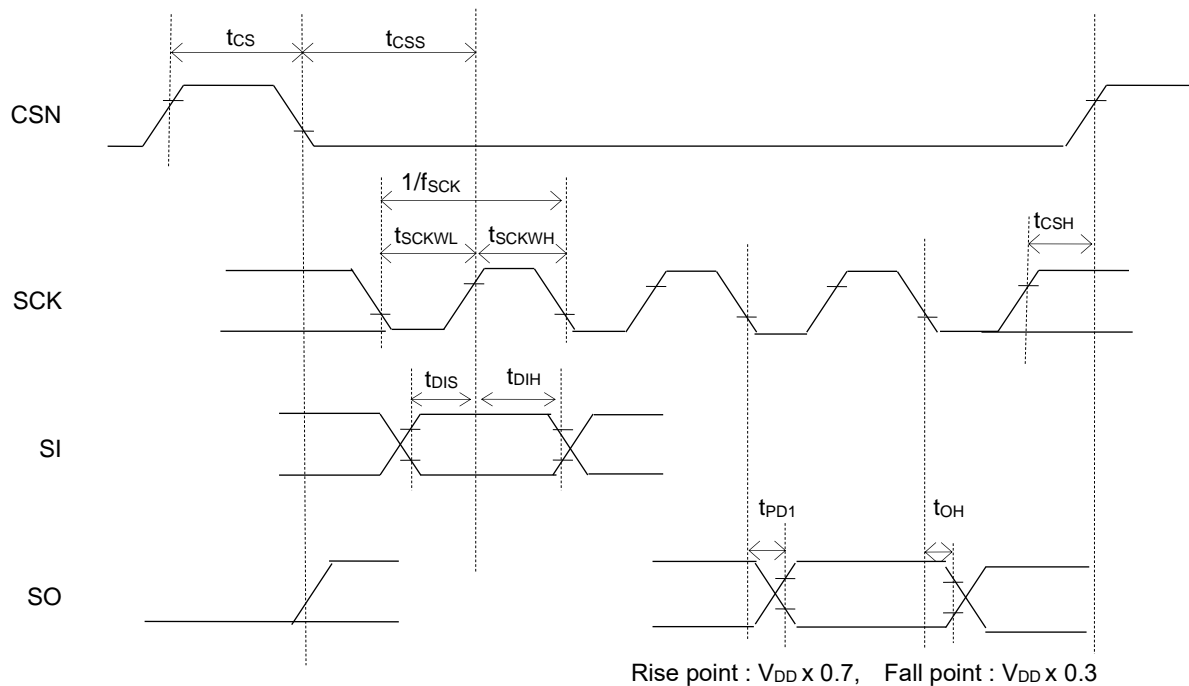 tCS
tCSS
CSN
1/fSCK
tSCKWL
tSCKWH
tCSH
SCK
tDIS
tDIH
SI
tPD1
tOH
SO
Rise point : VDD x 0.7, Fall point : VDD x 0.3